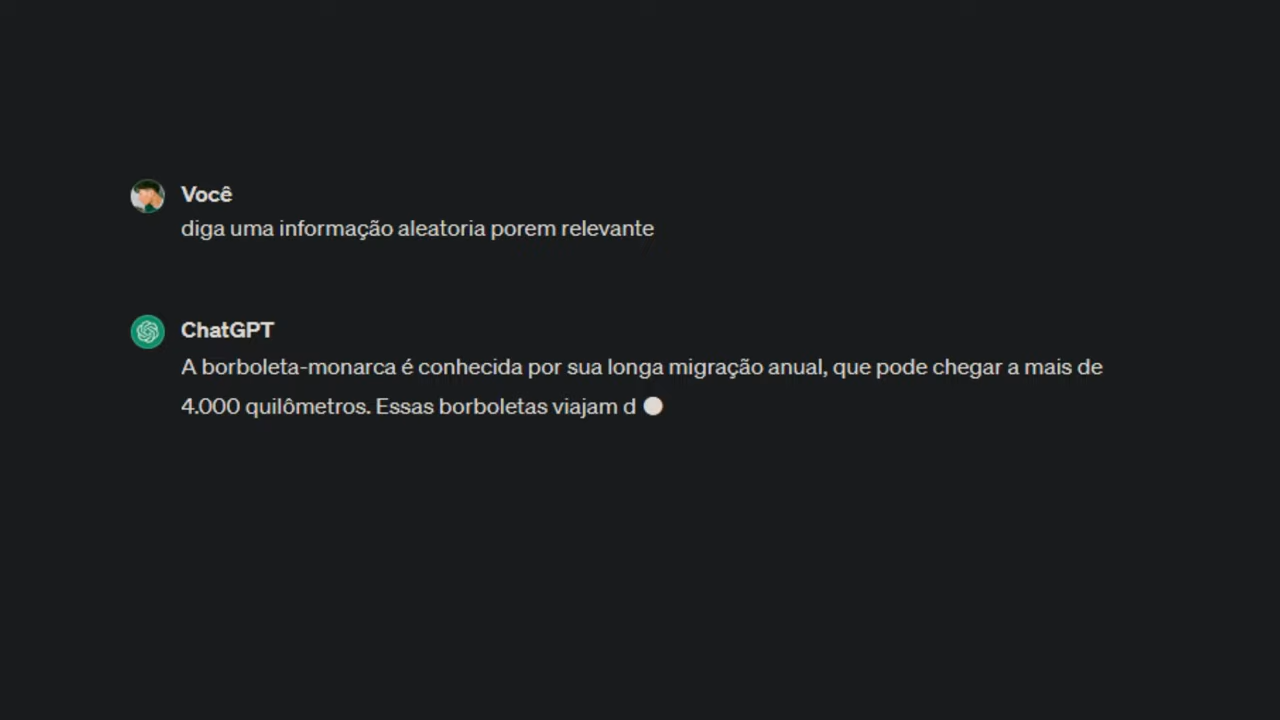 Você
diga uma informação aleatoria porem relevante
ChatGPT
A borboleta-monarca é conhecida por sua longa migração anual, que pode chegar a mais de
4.000 quilômetros. Essas borboletas viajam d